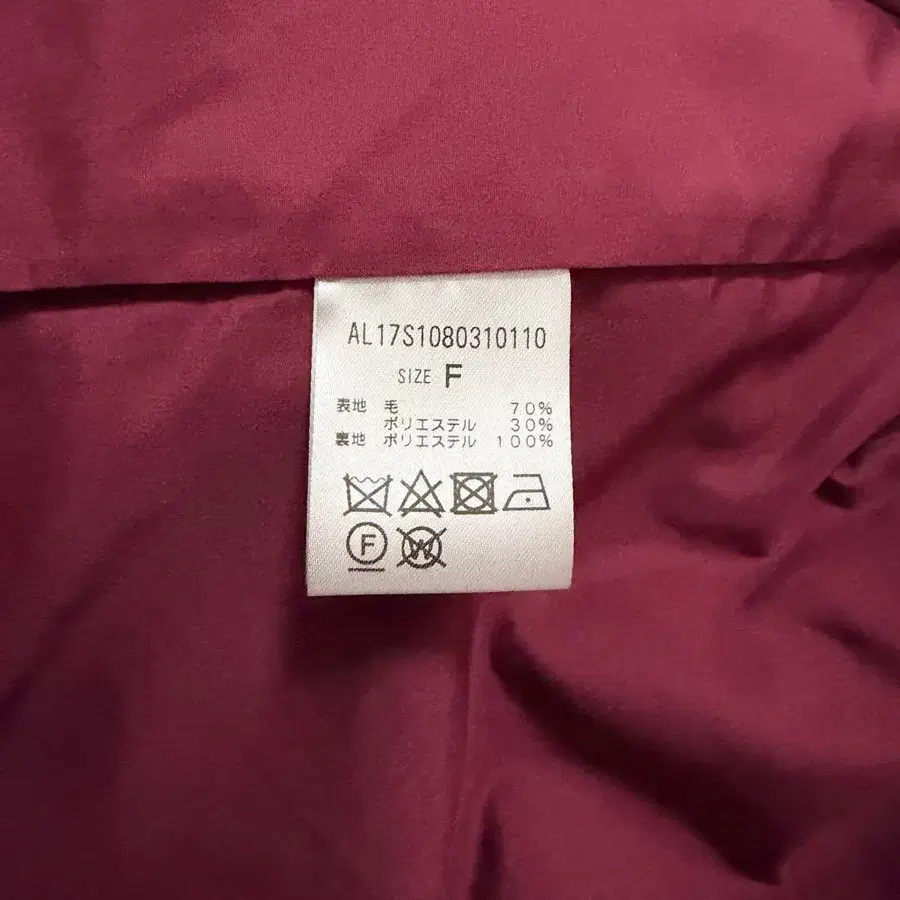 AL17S1080310110
SIZE F
表地 毛 70%
ポリエステル 30%
裏地 ポリエステル 100%
F W